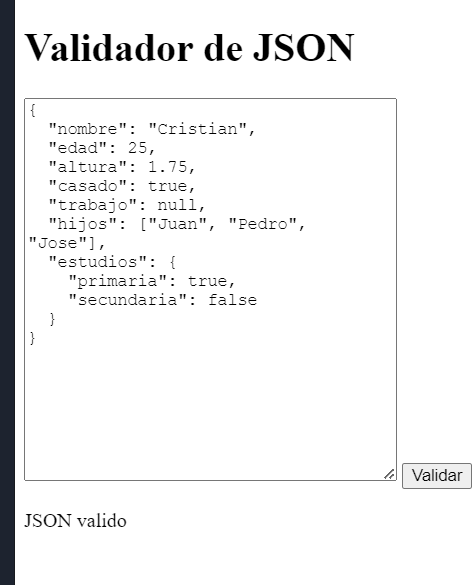 Validador de JSON
{
  "nombre": "Cristian",
  "edad": 25,
  "altura": 1.75,
  "casado": true,
  "trabajo": null,
  "hijos": ["Juan", "Pedro",
"Jose"],
  "estudios": {
    "primaria": true,
    "secundaria": false
  }
}
Validar
JSON valido